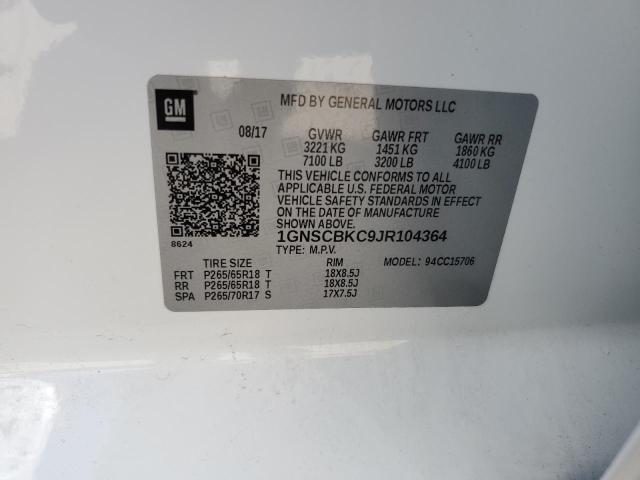 GM
MFD BY GENERAL MOTORS LLC
08/17 GVWR GAWR FRT GAWR RR
3221 KG 1451 KG 1860 KG
7100 LB 3200 LB 4100 LB
THIS VEHICLE CONFORMS TO ALL
APPLICABLE U.S. FEDERAL MOTOR
VEHICLE SAFETY STANDARDS IN EFFECT
ON THE DATE OF MANUFACTURE
SHOWN ABOVE.
1GNSCBKC9JR104364
8624
TYPE: M.P.V. MODEL: 94CC15706
TIRE SIZE RIM
FRT P265/65R18 T 18X8.5J
RR P265/65R18 T 18X8.5J
SPA P265/70R17 S 17X7.5J